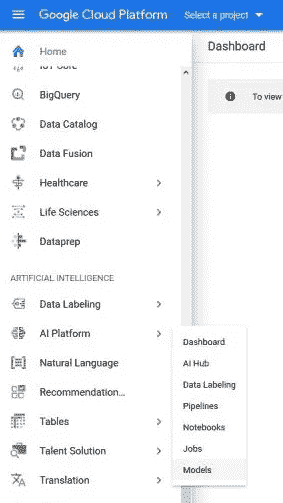 Google Cloud Platform Select a project
Home
Dashboard
IoT Core
BigQuery
To view
Data Catalog
Data Fusion
Healthcare
Life Sciences
Dataprep
ARTIFICIAL INTELLIGENCE
Data Labeling
AI Platform
Natural Language
Recommendation...
Tables
Talent Solution
Translation
Dashboard
AI Hub
Data Labeling
Pipelines
Notebooks
Jobs
Models